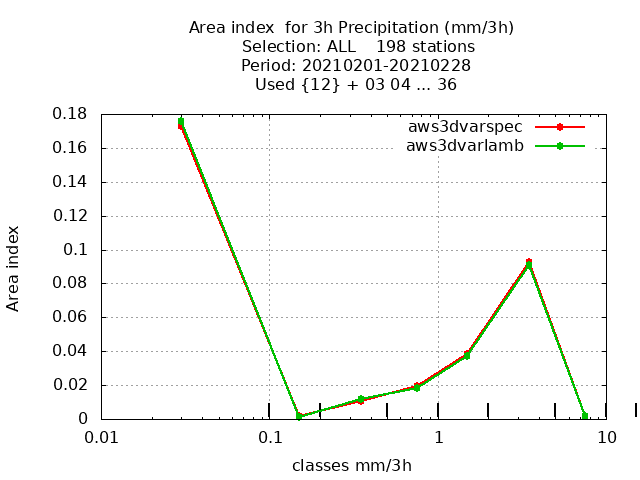 Area index  for 3h Precipitation (mm/3h)
Selection: ALL    198 stations
Period: 20210201-20210228
Used {12} + 03 04 ... 36
aws3dvarspec
aws3dvarlamb
0.18
0.16
0.14
0.12
0.1
0.08
0.06
0.04
0.02
0
Area index
0.01
0.1
1
10
classes mm/3h